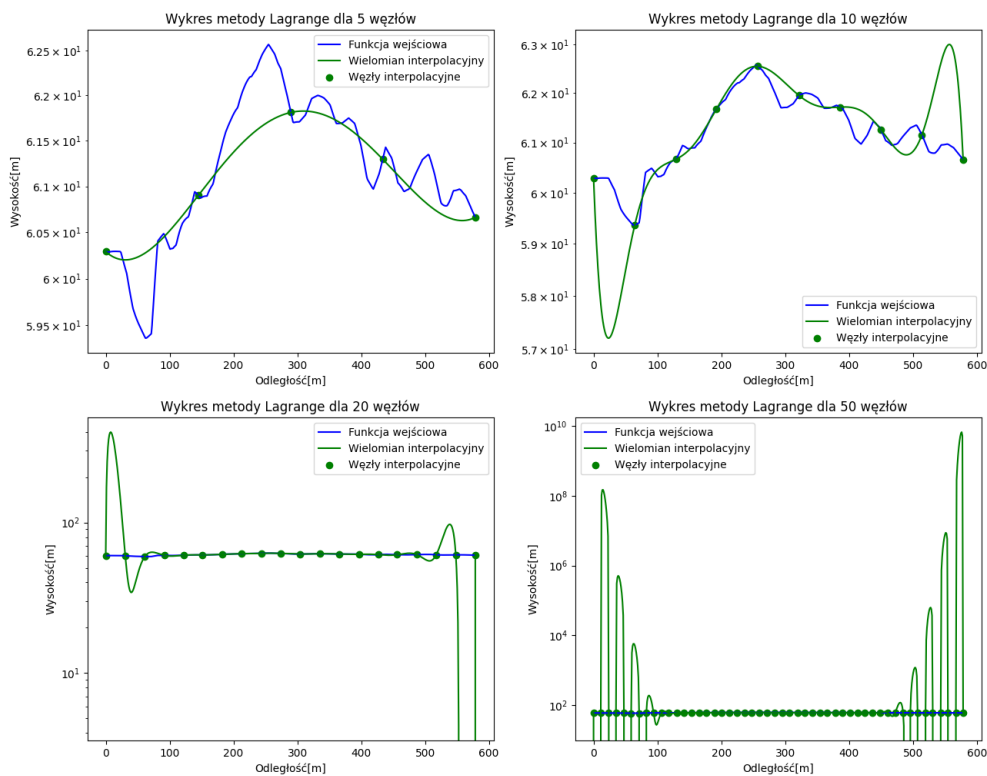 Wykres metody Lagrange dla 5 węzłów
Funkcja wejściowa
Wielomian interpolacyjny
Węzły interpolacyjne
6.25 × 10¹
6.2 × 10¹
6.15 × 10¹
6.1 × 10¹
6.05 × 10¹
6 × 10¹
5.95 × 10¹
Wysokość[m]
0 100 200 300 400 500 600
Odległość[m]
Wykres metody Lagrange dla 10 węzłów
6.3 × 10¹
6.2 × 10¹
6.1 × 10¹
6 × 10¹
5.9 × 10¹
5.8 × 10¹
5.7 × 10¹
Wysokość[m]
Funkcja wejściowa
Wielomian interpolacyjny
Węzły interpolacyjne
0 100 200 300 400 500 600
Odległość[m]
Wykres metody Lagrange dla 20 węzłów
Funkcja wejściowa
Wielomian interpolacyjny
Węzły interpolacyjne
10²
10¹
Wysokość[m]
0 100 200 300 400 500 600
Odległość[m]
Wykres metody Lagrange dla 50 węzłów
Funkcja wejściowa
Wielomian interpolacyjny
Węzły interpolacyjne
10¹⁰
10⁸
10⁶
10⁴
10²
Wysokość[m]
0 100 200 300 400 500 600
Odległość[m]